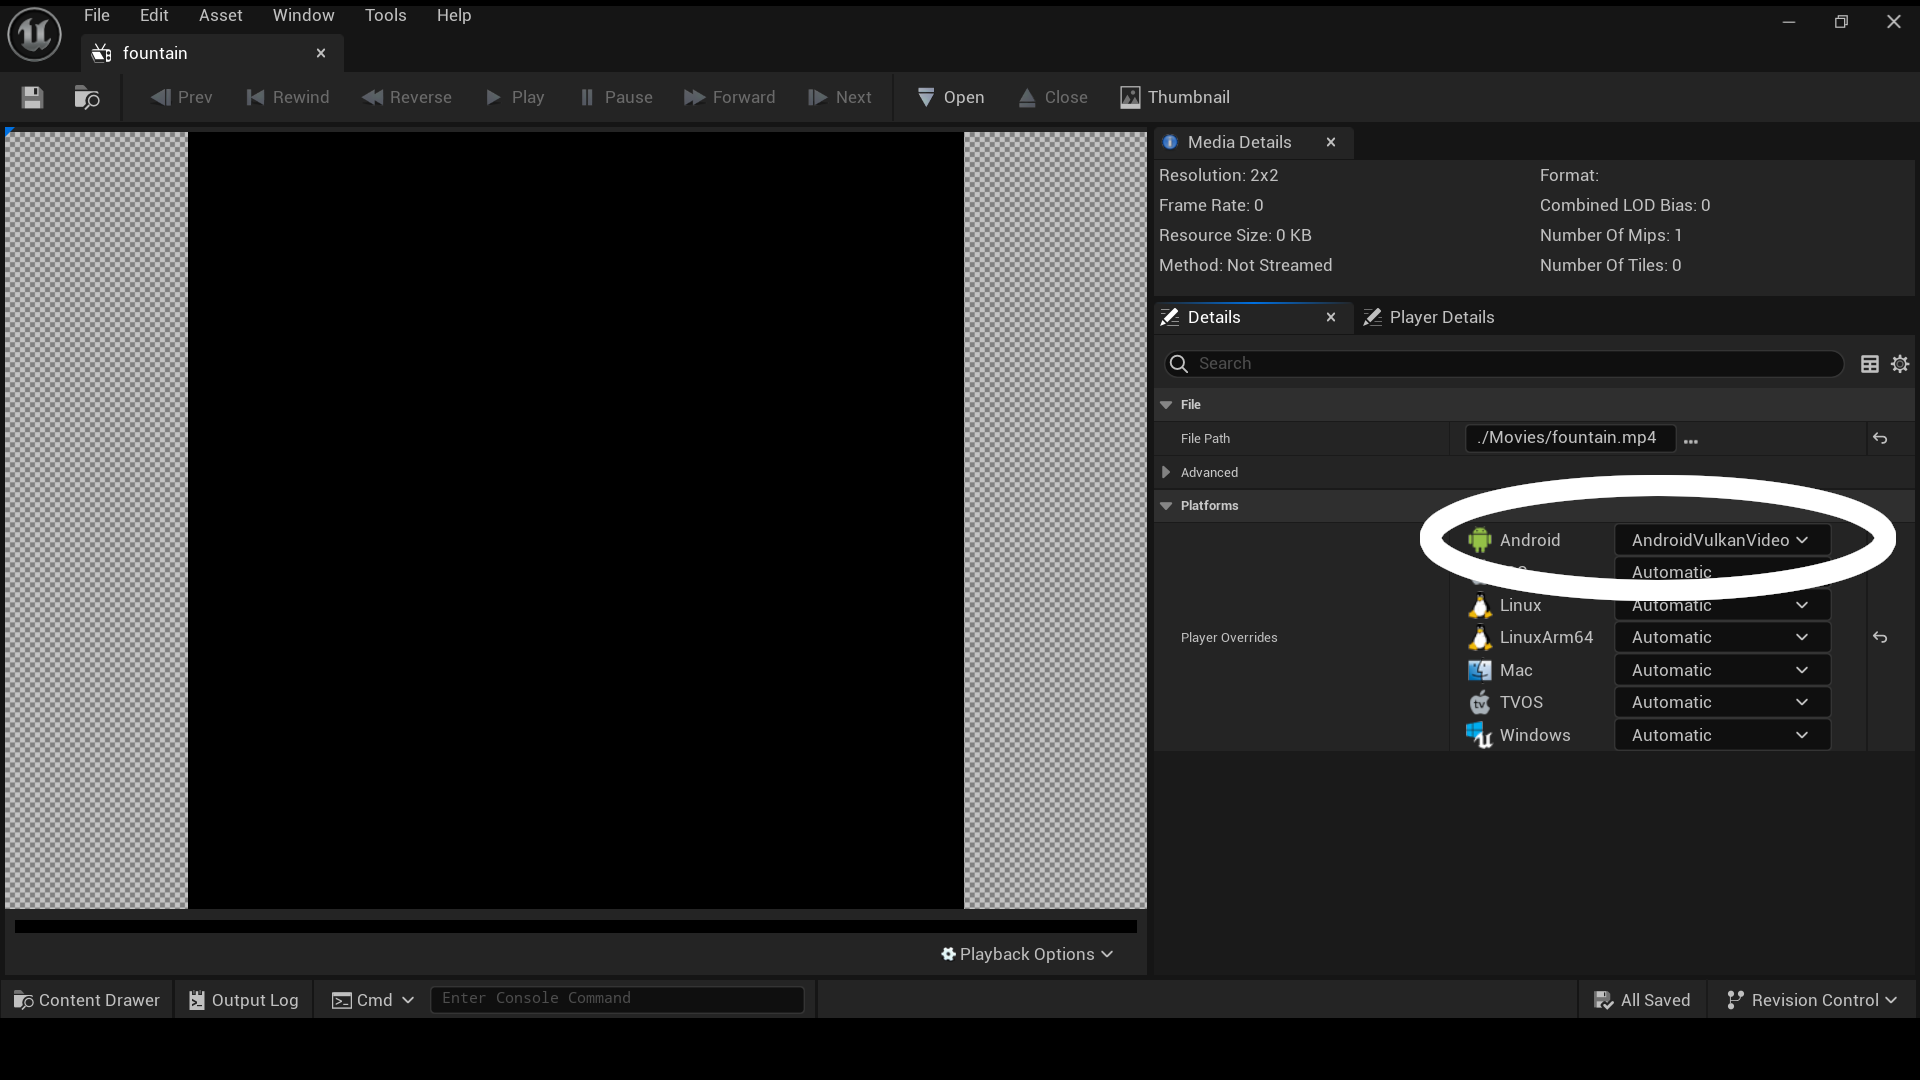 File Edit Asset Window Tools Help
fountain
Prev Rewind Reverse Play Pause Forward Next Open Close Thumbnail
Media Details
Resolution: 2x2 Format:
Frame Rate: 0 Combined LOD Bias: 0
Resource Size: 0 KB Number Of Mips: 1
Method: Not Streamed Number Of Tiles: 0
Details Player Details
Search
File
File Path ./Movies/fountain.mp4 ...
Advanced
Platforms
Android AndroidVulkanVideo
Automatic
Linux Automatic
Player Overrides LinuxArm64 Automatic
Mac Automatic
TVOS Automatic
Windows Automatic
Playback Options
Content Drawer Output Log Cmd Enter Console Command All Saved Revision Control